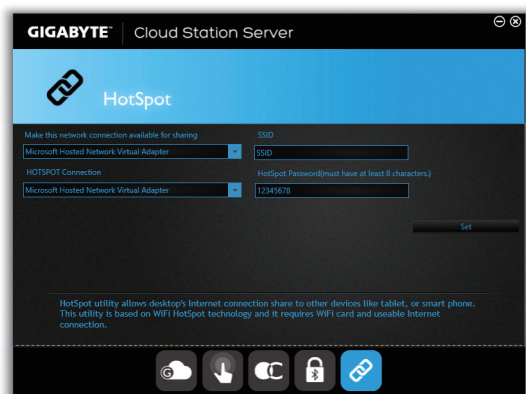 GIGABYTE™ Cloud Station Server
HotSpot
Make this network connection available for sharing
Microsoft Hosted Network Virtual Adapter
HOTSPOT Connection
Microsoft Hosted Network Virtual Adapter
SSID
SSID
HotSpot Password(must have at least 8 characters.)
12345678
Set
HotSpot utility allows desktop's Internet connection share to other devices like tablet, or smart phone.
This utility is based on WiFi HotSpot technology and it requires WiFi card and useable Internet
connection.
G